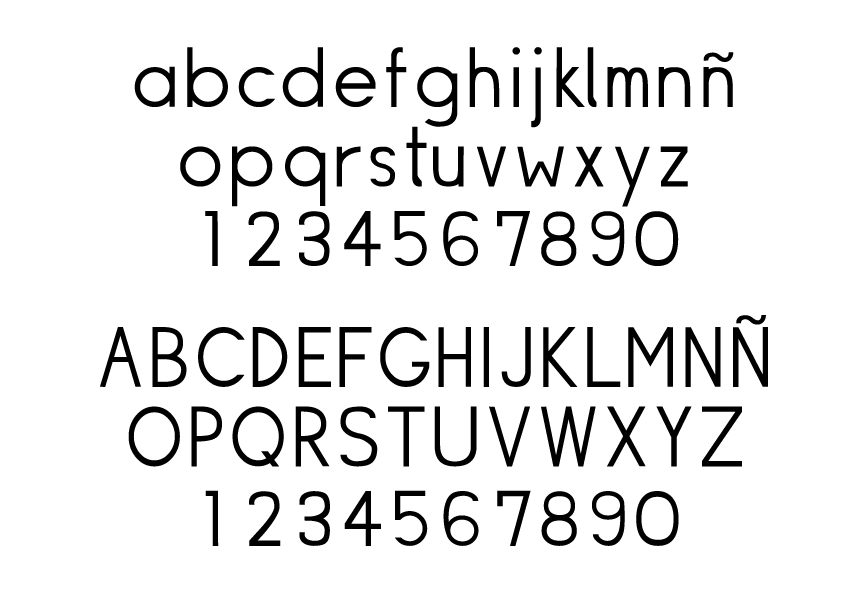 abcdefghijklmnñ
opqrstuvwxyz
1234567890
ABCDEFGHIJKLMNÑ
OPQRSTUVWXYZ
1234567890